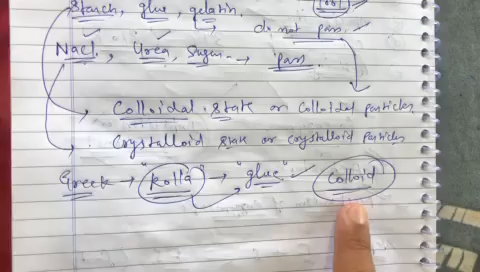 Starch, glue, gelatin,
do not pass.
NaCl, Urea, Sugar → pass.
Colloidal state or Colloidal particles.
Crystalloid state or crystalloid particles
Greek → "Kolla" → "glue" ✓ Colloid